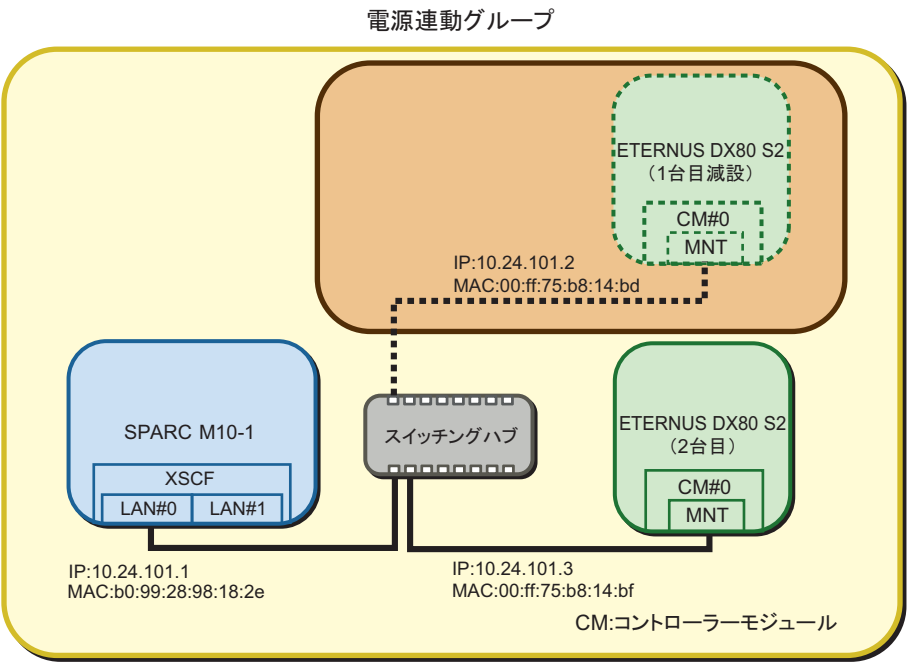 電源連動グループ
ETERNUS DX80 S2
（1台目減設）
CM#0
MNT
IP:10.24.101.2
MAC:00:ff:75:b8:14:bd
SPARC M10-1
XSCF
LAN#0
LAN#1
スイッチングハブ
ETERNUS DX80 S2
（2台目）
CM#0
MNT
IP:10.24.101.1
MAC:b0:99:28:98:18:2e
IP:10.24.101.3
MAC:00:ff:75:b8:14:bf
CM:コントローラーモジュール